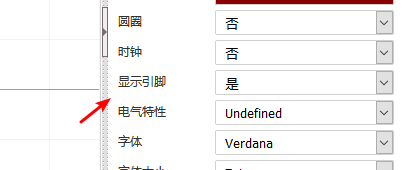 圆圈 否
时钟 否
显示引脚 是
电气特性 Undefined
字体 Verdana